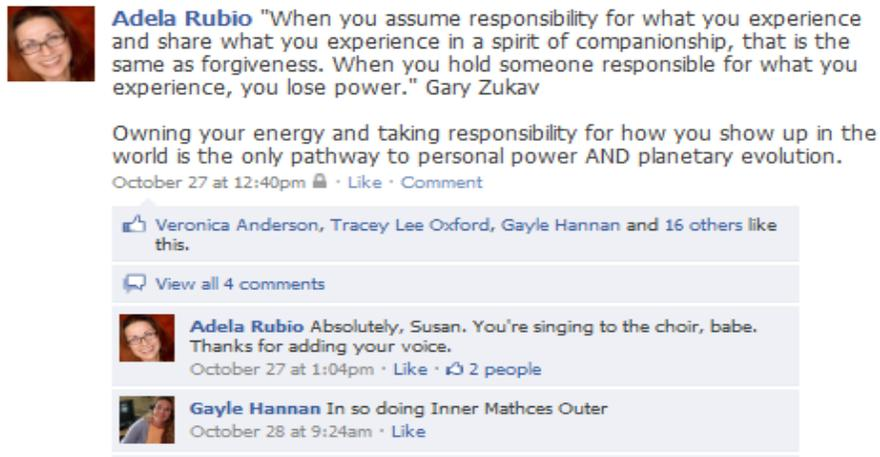 Adela Rubio "When you assume responsibility for what you experience
and share what you experience in a spirit of companionship, that is the
same as forgiveness. When you hold someone responsible for what you
experience, you lose power." Gary Zukav
Owning your energy and taking responsibility for how you show up in the
world is the only pathway to personal power AND planetary evolution.
October 27 at 12:40pm · Like · Comment
Veronica Anderson, Tracey Lee Oxford, Gayle Hannan and 16 others like
this.
View all 4 comments
Adela Rubio Absolutely, Susan. You're singing to the choir, babe.
Thanks for adding your voice.
October 27 at 1:04pm · Like · 2 people
Gayle Hannan In so doing Inner Mathces Outer
October 28 at 9:24am · Like